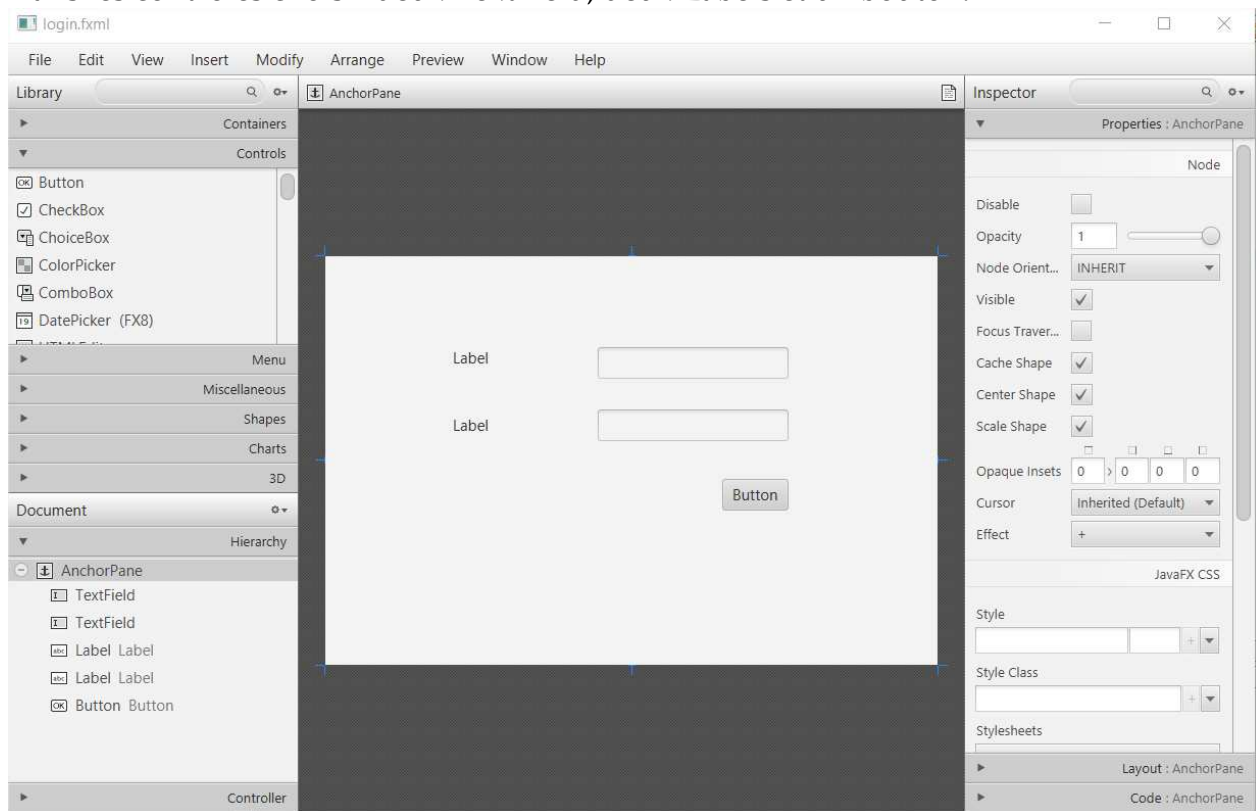 login.fxml
File Edit View Insert Modify Arrange Preview Window Help
Library
Containers
Controls
Button
CheckBox
ChoiceBox
ColorPicker
ComboBox
DatePicker (FX8)
Menu
Miscellaneous
Shapes
Charts
3D
Document
Hierarchy
AnchorPane
TextField
TextField
Label Label
Label Label
Button Button
Controller
AnchorPane
Label
Label
Button
Inspector
Properties : AnchorPane
Node
Disable
Opacity 1
Node Orient... INHERIT
Visible
Focus Traver...
Cache Shape
Center Shape
Scale Shape
Opaque Insets 0 > 0 0 0
Cursor Inherited (Default)
Effect +
JavaFX CSS
Style
Style Class
Stylesheets
Layout : AnchorPane
Code : AnchorPane